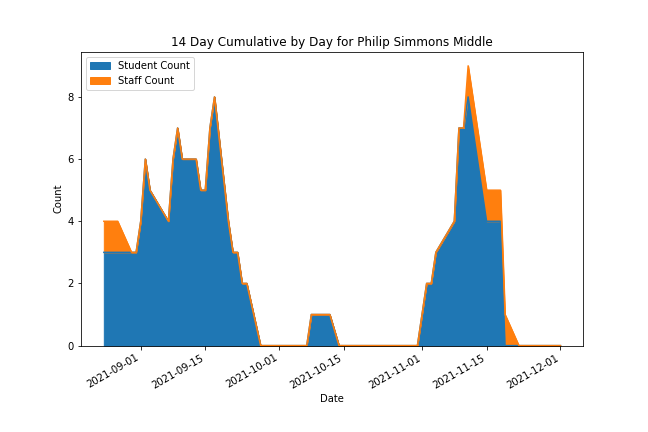 14 Day Cumulative by Day for Philip Simmons Middle
Student Count
Staff Count
8
6
4
2
0
Count
2021-09-01
2021-09-15
2021-10-01
2021-10-15
2021-11-01
2021-11-15
2021-12-01
Date